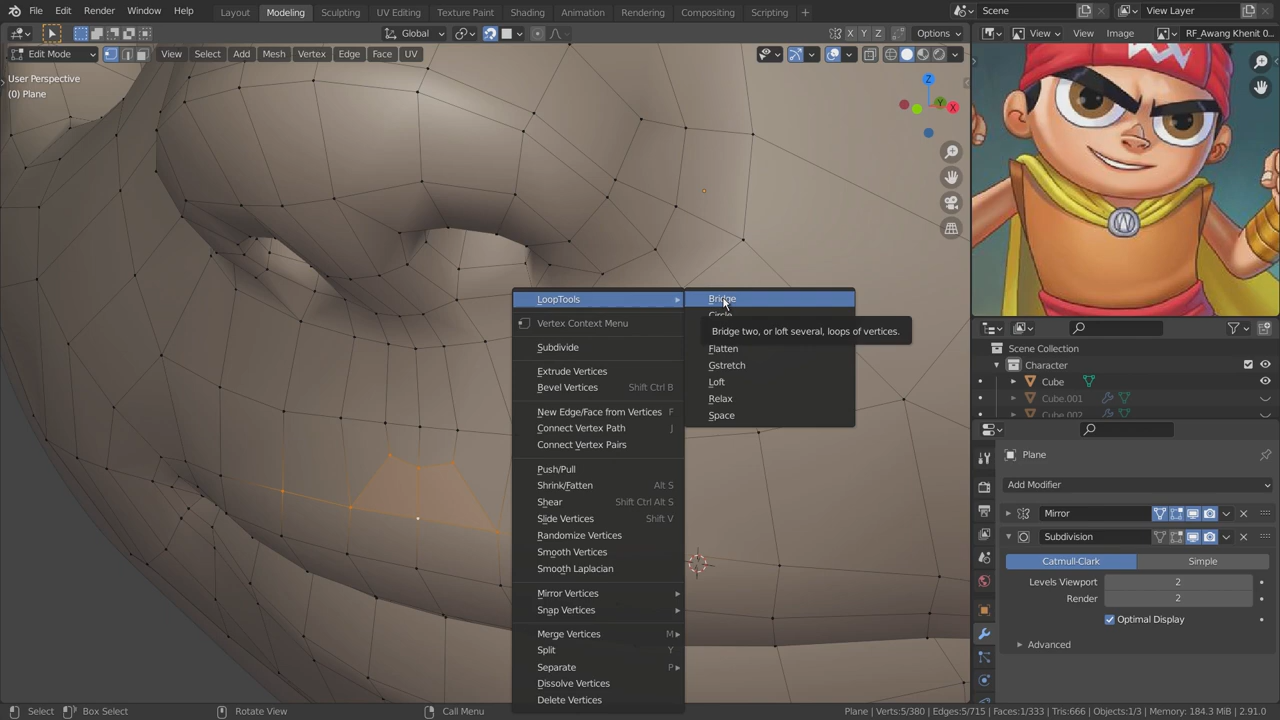 File Edit Render Window Help Layout Modeling Sculpting UV Editing Texture Paint Shading Animation Rendering Compositing Scripting + Scene View Layer
Global X Y Z Options View View Image RF_Awang Khenit 0...
Edit Mode View Select Add Mesh Vertex Edge Face UV
User Perspective
(0) Plane
Z
Y
X
W
LoopTools
Vertex Context Menu
Subdivide
Extrude Vertices
Bevel Vertices Shift Ctrl B
New Edge/Face from Vertices F
Connect Vertex Path J
Connect Vertex Pairs
Push/Pull
Shrink/Fatten Alt S
Shear Shift Ctrl Alt S
Slide Vertices Shift V
Randomize Vertices
Smooth Vertices
Smooth Laplacian
Mirror Vertices
Snap Vertices
Merge Vertices M
Split Y
Separate P
Dissolve Vertices
Delete Vertices
Bridge
Circle
Bridge two, or loft several, loops of vertices.
Flatten
Gstretch
Loft
Relax
Space
Scene Collection
Character
Cube
Cube.001
Cube.002
Plane
Add Modifier
Mirror
Subdivision
Catmull-Clark Simple
Levels Viewport 2
Render 2
Optimal Display
Advanced
Select Box Select Rotate View Call Menu Plane | Verts:5/380 | Edges:5/715 | Faces:1/333 | Tris:666 | Objects:1/3 | Memory: 184.3 MiB | 2.91.0